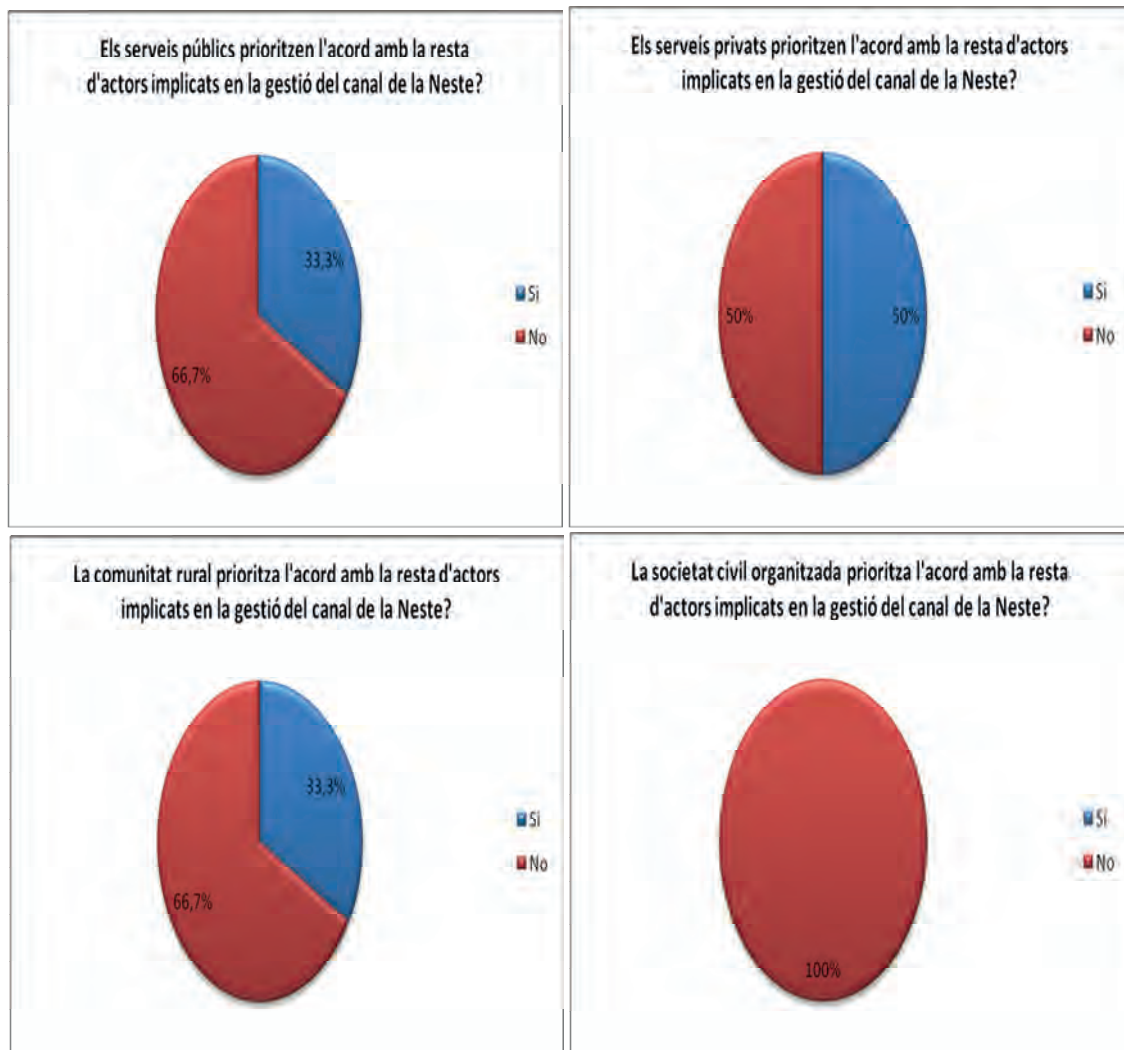 Els serveis públics prioritzen l'acord amb la resta
d'actors implicats en la gestió del canal de la Neste?
33,3%
66,7%
Si
No
Els serveis privats prioritzen l'acord amb la resta d'actors
implicats en la gestió del canal de la Neste?
50%
50%
Si
No
La comunitat rural prioritza l'acord amb la resta d'actors
implicats en la gestió del canal de la Neste?
33,3%
66,7%
Si
No
La societat civil organitzada prioritza l'acord amb la resta
d'actors implicats en la gestió del canal de la Neste?
100%
Si
No